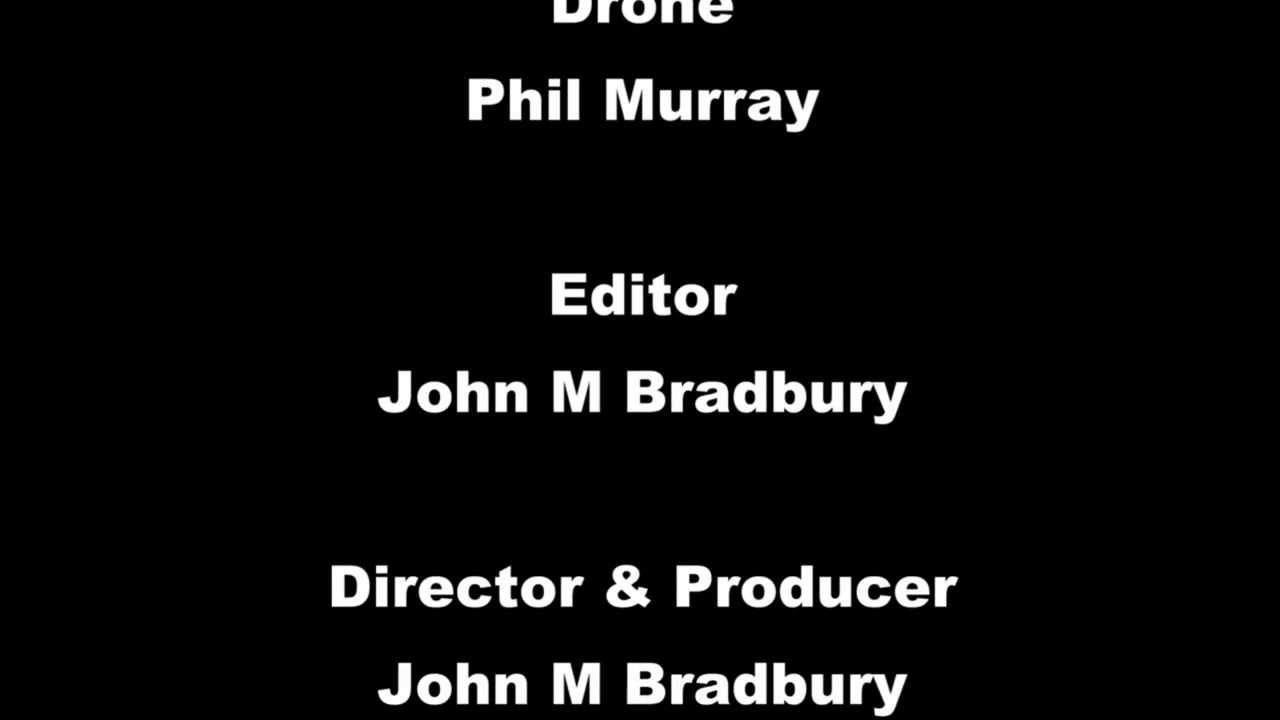 Drone
Phil Murray
Editor
John M Bradbury
Director & Producer
John M Bradbury